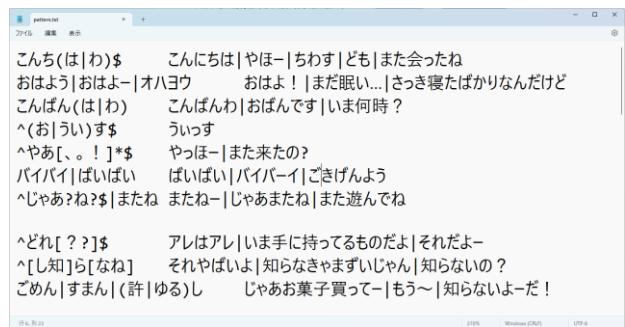 pattern.txt × +
ファイル 編集 表示
こんち(は|わ)$ こんにちは|やほー|ちわす|ども|また会ったね
おはよう|おはよー|オハヨウ おはよ!|まだ眠い...|さっき寝たばかりなんだけど
こんばん(は|わ) こんばんわ|おばんです|いま何時?
^(お|うい)す$ ういっす
^やあ[、。!]*$ やっほー|また来たの?
バイバイ|ばいばい ばいばい|バイバーイ|ごきげんよう
^じゃあ?ね?$|またね またねー|じゃあまたね|また遊んでね
^どれ[??]$ アレはアレ|いま手に持ってるものだよ|それだよー
^[し知]ら[なね] それやばいよ|知らなきゃまずいじゃん|知らないの?
ごめん|すまん|(許|ゆる)し じゃあお菓子買ってー|もう~|知らないよーだ!
行 6, 列 23 210% Windows (CRLF) UTF-8